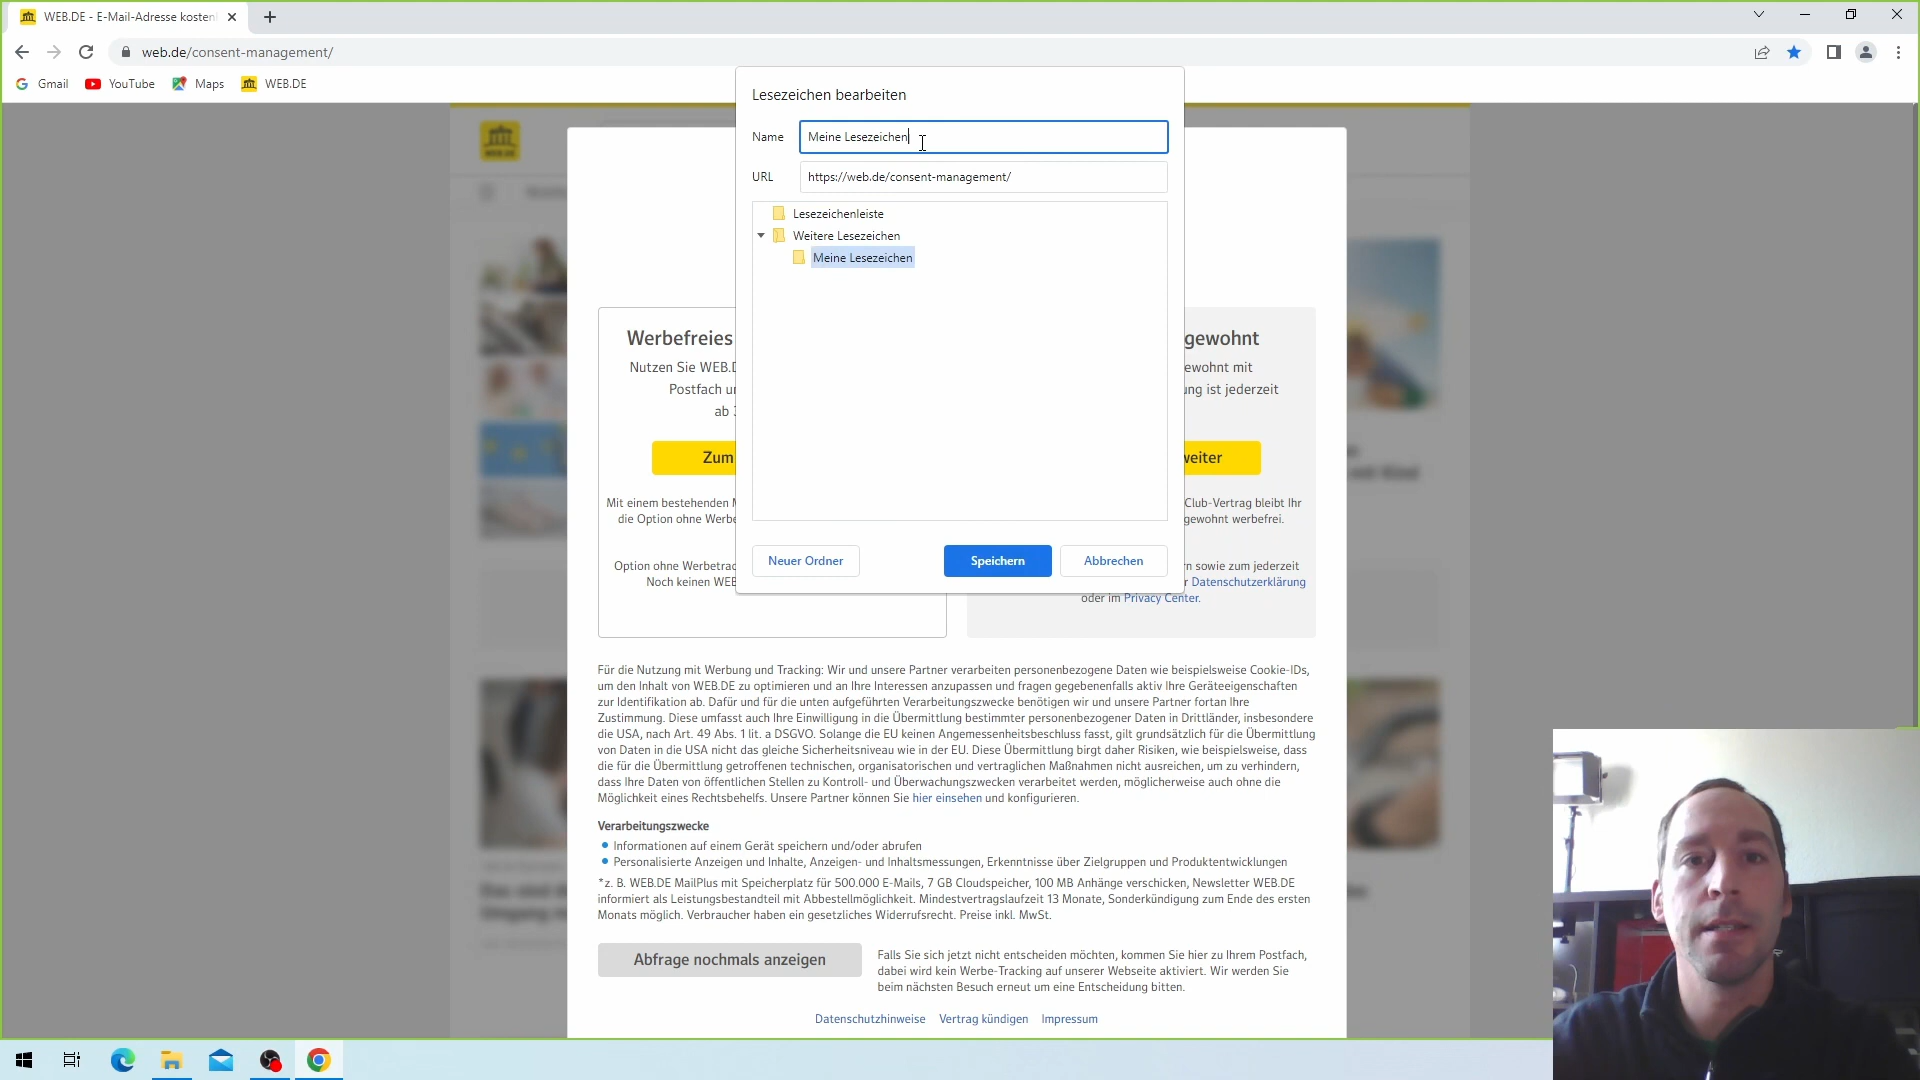 WEB.DE - E-Mail-Adresse kosten
web.de/consent-management/
Gmail
YouTube
Maps
WEB.DE
Lesezeichen bearbeiten
Name
Meine Lesezeichen
URL
https://web.de/consent-management/
Lesezeichenleiste
Weitere Lesezeichen
Meine Lesezeichen
Neuer Ordner
Speichern
Abbrechen
WEB.DE
Werbefreies
Nutzen Sie WEB.D
Postfach un
ab
Zum
Mit einem bestehenden
die Option ohne Werbe
Option ohne Werbetrac
Noch keinen WEB
gewohnt
ewohnt mit
ng ist jederzeit
weiter
Club-Vertrag bleibt Ihr
gewohnt werbefrei.
n sowie zum jederzeit
r Datenschutzerklärung
oder im Privacy Center.
Für die Nutzung mit Werbung und Tracking: Wir und unsere Partner verarbeiten personenbezogene Daten wie beispielsweise Cookie-IDs,
um den Inhalt von WEB.DE zu optimieren und an Ihre Interessen anzupassen und fragen gegebenenfalls aktiv Ihre Geräteeigenschaften
zur Identifikation ab. Dafür und für die unten aufgeführten Verarbeitungszwecke benötigen wir und unsere Partner fortan Ihre
Zustimmung. Diese umfasst auch Ihre Einwilligung in die Übermittlung bestimmter personenbezogener Daten in Drittländer, insbesondere
die USA, nach Art. 49 Abs. 1 lit. a DSGVO. Solange die EU keinen Angemessenheitsbeschluss fasst, gilt grundsätzlich für die Übermittlung
von Daten in die USA nicht das gleiche Sicherheitsniveau wie in der EU. Diese Übermittlung birgt daher Risiken, wie beispielsweise, dass
die für die Übermittlung getroffenen technischen, organisatorischen und vertraglichen Maßnahmen nicht ausreichen, um zu verhindern,
dass Ihre Daten von öffentlichen Stellen zu Kontroll- und Überwachungszwecken verarbeitet werden, möglicherweise auch ohne die
Möglichkeit eines Rechtsbehelfs. Unsere Partner können Sie hier einsehen und konfigurieren.
Verarbeitungszwecke
Informationen auf einem Gerät speichern und/oder abrufen
Personalisierte Anzeigen und Inhalte, Anzeigen- und Inhaltsmessungen, Erkenntnisse über Zielgruppen und Produktentwicklungen
*z. B. WEB.DE MailPlus mit Speicherplatz für 500.000 E-Mails, 7 GB Cloudspeicher, 100 MB Anhänge verschicken, Newsletter WEB.DE
informiert als Leistungsbestandteil mit Abbestellmöglichkeit. Mindestvertragslaufzeit 13 Monate, Sonderkündigung zum Ende des ersten
Monats möglich. Verbraucher haben ein gesetzliches Widerrufsrecht. Preise inkl. MwSt.
Abfrage nochmals anzeigen
Falls Sie sich jetzt nicht entscheiden möchten, kommen Sie hier zu Ihrem Postfach,
dabei wird kein Werbe-Tracking auf unserer Webseite aktiviert. Wir werden Sie
beim nächsten Besuch erneut um eine Entscheidung bitten.
Datenschutzhinweise
Vertrag kündigen
Impressum